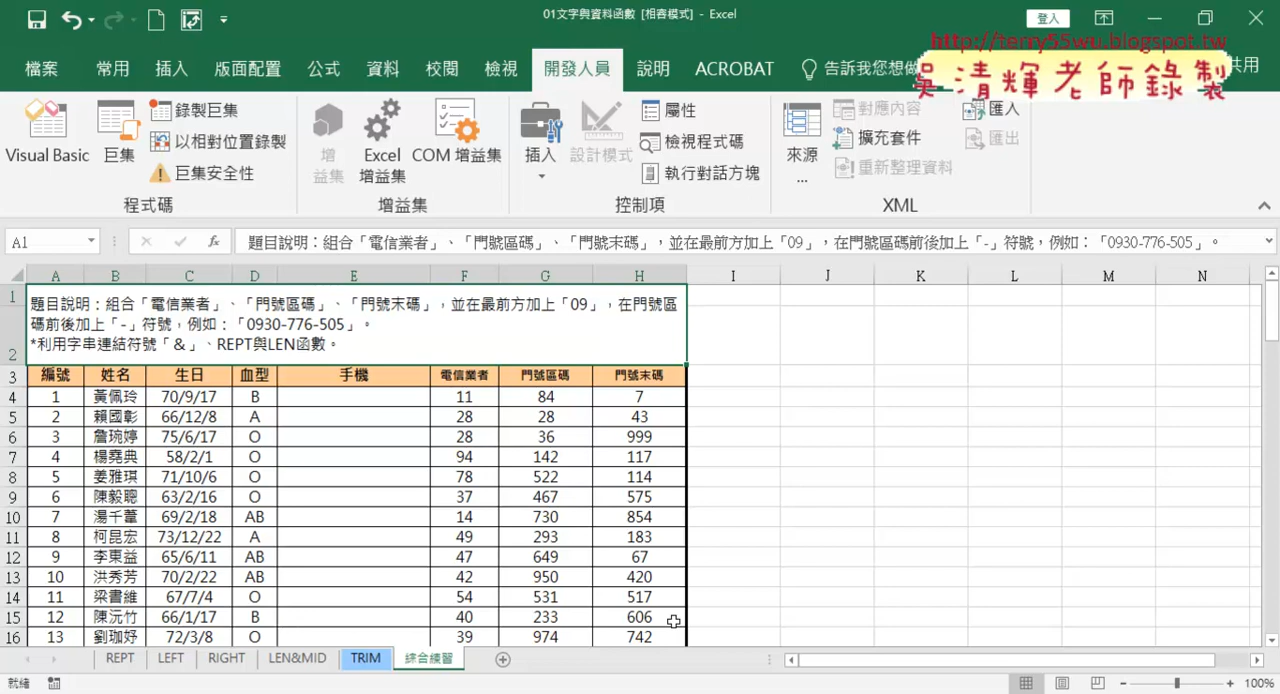 01文字與資料函數 [相容模式] - Excel
登入
http://terry55wu.blogspot.tw
吳清輝老師錄製
檔案 常用 插入 版面配置 公式 資料 校閱 檢視 開發人員 說明 ACROBAT 告訴我您想做 共用
Visual Basic 巨集 錄製巨集 以相對位置錄製 巨集安全性
增益集 Excel 增益集 COM 增益集
插入 設計模式 屬性 檢視程式碼 執行對話方塊
來源... 對應內容 擴充套件 重新整理資料 匯入 匯出
程式碼 增益集 控制項 XML
A1 fx 題目說明：組合「電信業者」、「門號區碼」、「門號末碼」，並在最前方加上「09」，在門號區碼前後加上「-」符號，例如：「0930-776-505」。
A B C D E F G H I J K L M N
1 題目說明：組合「電信業者」、「門號區碼」、「門號末碼」，並在最前方加上「09」，在門號區
碼前後加上「-」符號，例如：「0930-776-505」。
2 *利用字串連結符號「&」、REPT與LEN函數。
3 編號 姓名 生日 血型 手機 電信業者 門號區碼 門號末碼
4 1 黃佩玲 70/9/17 B 11 84 7
5 2 賴國彰 66/12/8 A 28 28 43
6 3 詹琬婷 75/6/17 O 28 36 999
7 4 楊堯典 58/2/1 O 94 142 117
8 5 姜雅琪 71/10/6 O 78 522 114
9 6 陳毅聰 63/2/16 O 37 467 575
10 7 湯千葦 69/2/18 AB 14 730 854
11 8 柯昆宏 73/12/22 A 49 293 183
12 9 李東益 65/6/11 AB 47 649 67
13 10 洪秀芳 70/2/22 AB 42 950 420
14 11 梁書維 67/7/4 O 54 531 517
15 12 陳沅竹 66/1/17 B 40 233 606
16 13 劉珈妤 72/3/8 O 39 974 742
REPT LEFT RIGHT LEN&MID TRIM 綜合練習
就緒 100%